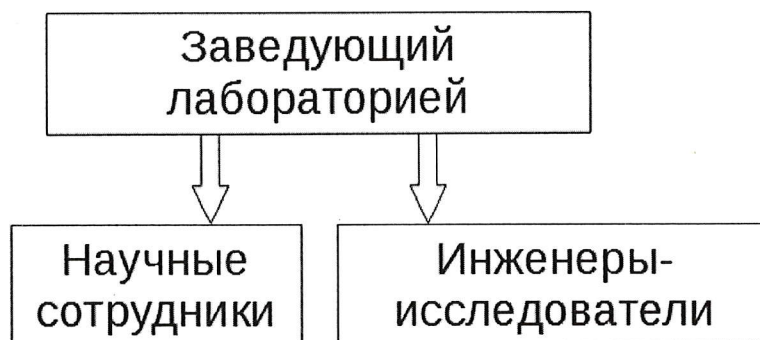 Заведующий
лабораторией
Научные
сотрудники
Инженеры-
исследователи